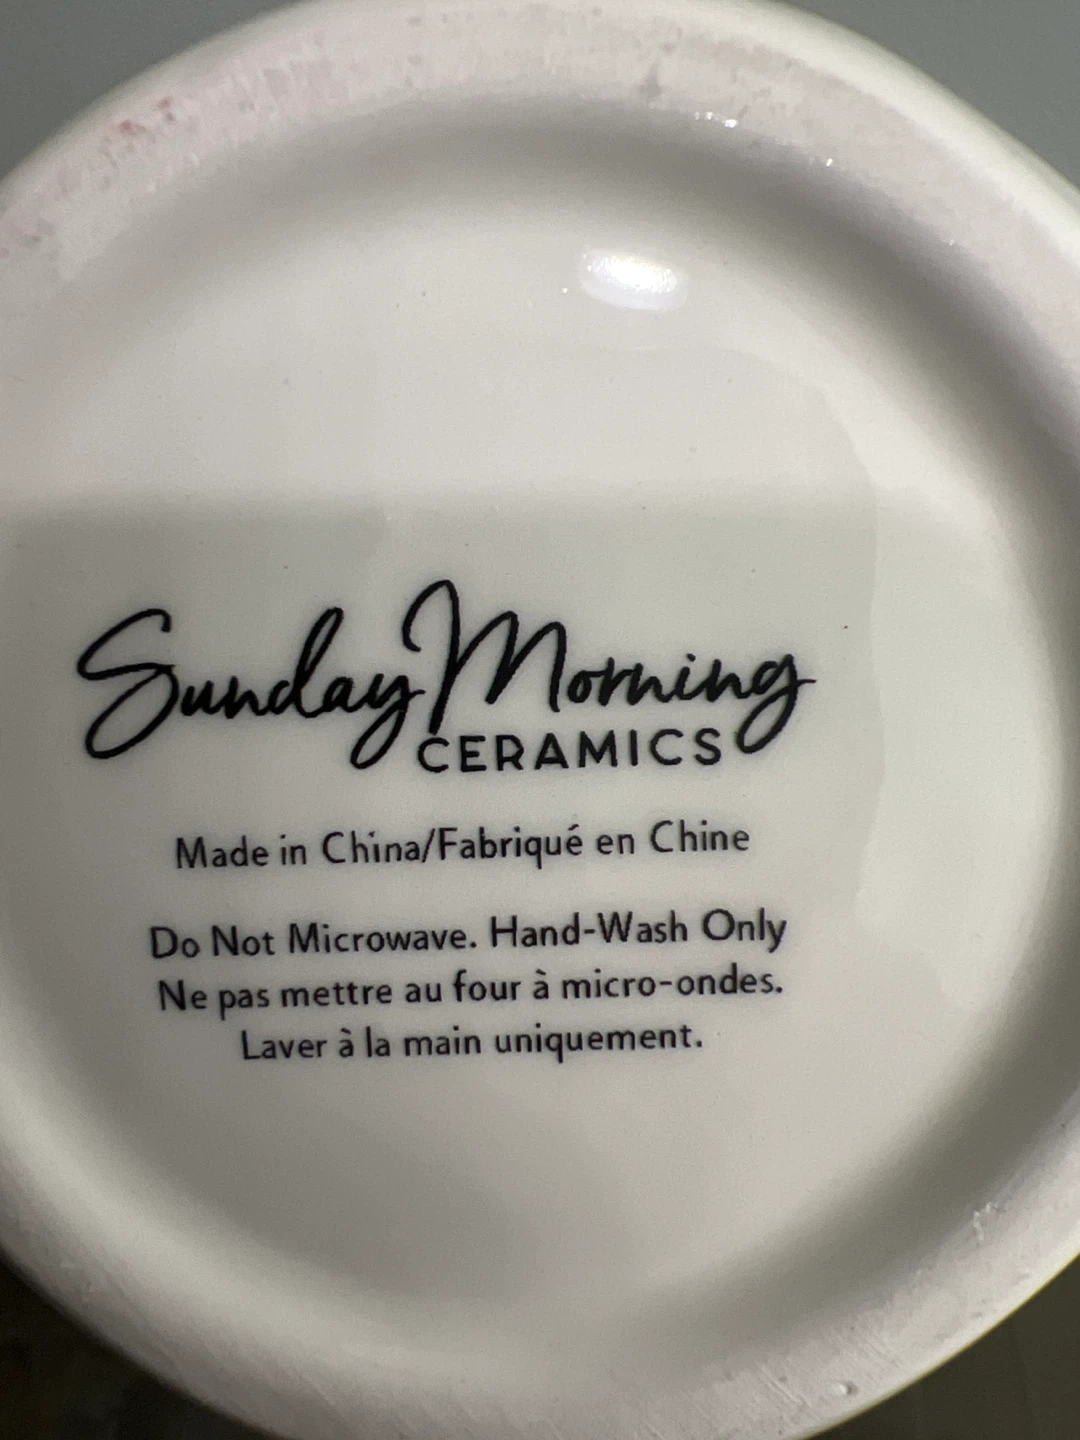 Sunday Morning
CERAMICS
Made in China/Fabriqué en Chine
Do Not Microwave. Hand-Wash Only
Ne pas mettre au four à micro-ondes.
Laver à la main uniquement.